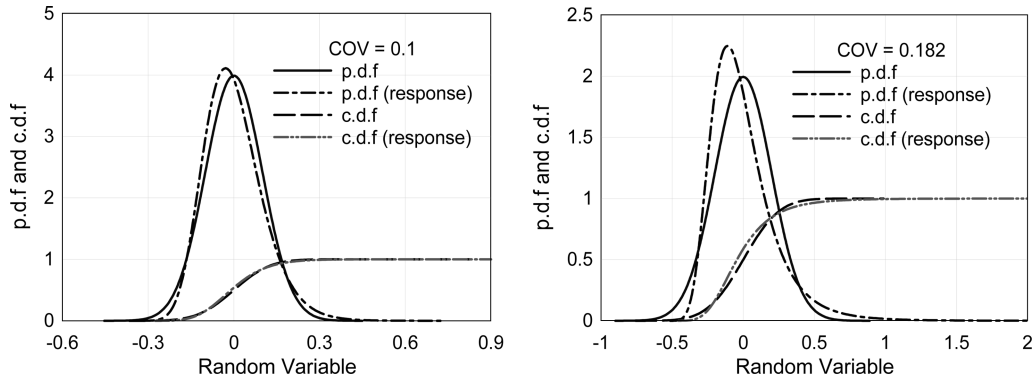 5
4
3
2
1
0
p.d.f and c.d.f
COV = 0.1
p.d.f
p.d.f (response)
c.d.f
c.d.f (response)
-0.6
-0.3
0
0.3
0.6
0.9
Random Variable
2.5
2
1.5
1
0.5
0
p.d.f and c.d.f
COV = 0.182
p.d.f
p.d.f (response)
c.d.f
c.d.f (response)
-1
-0.5
0
0.5
1
1.5
2
Random Variable